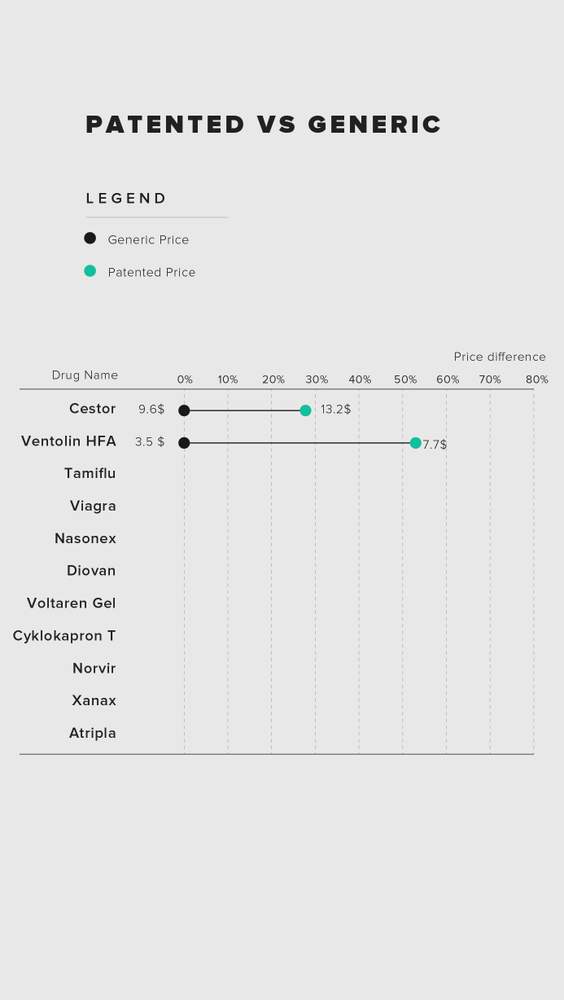 PATENTED VS GENERIC
LEGEND
Generic Price
Patented Price
Price difference
Drug Name 0% 10% 20% 30% 40% 50% 60% 70% 80%
Cestor 9.6$ 13.2$
Ventolin HFA 3.5 $ 7.7$
Tamiflu
Viagra
Nasonex
Diovan
Voltaren Gel
Cyklokapron T
Norvir
Xanax
Atripla